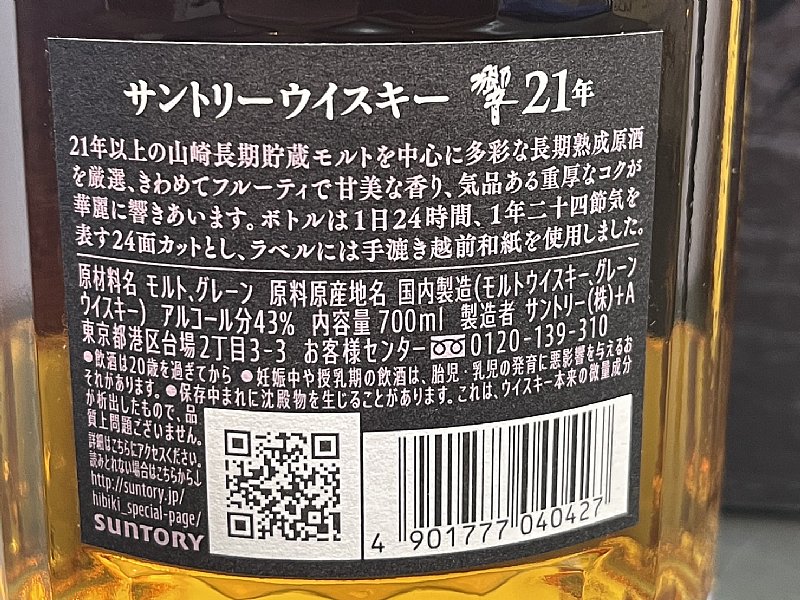 サントリーウイスキー 響 21年
21年以上の山崎長期貯蔵モルトを中心に多彩な長期熟成原酒
を厳選、きわめてフルーティで甘美な香り、気品ある重厚なコクが
華麗に響きあいます。ボトルは1日24時間、1年二十四節気を
表す24面カットとし、ラベルには手漉き越前和紙を使用しました。
原材料名 モルト、グレーン 原料原産地名 国内製造(モルトウイスキー、グレーン
ウイスキー) アルコール分43% 内容量 700ml 製造者 サントリー(株)+A
東京都港区台場2丁目3-3 お客様センター 0120-139-310
●飲酒は20歳を過ぎてから ●妊娠中や授乳期の飲酒は、胎児・乳児の発育に悪影響を与えるお
それがあります。●保存中まれに沈殿物を生じることがあります。これは、ウイスキー本来の微量成分
が析出したもので、品
質上問題ございません。
詳細はこちらにアクセスください。
読みとれない場合はこちらから↓
http://suntory.jp/
hibiki_special-page/
SUNTORY
4 901777 040427